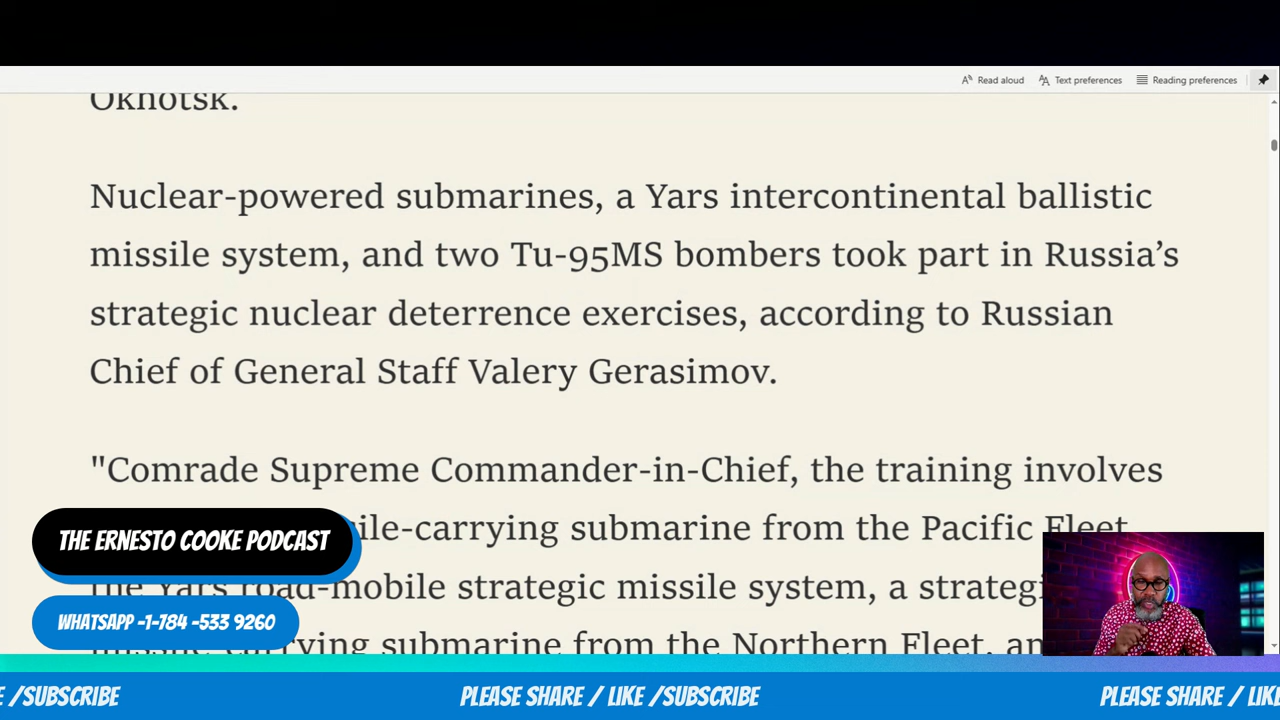 Read aloud Text preferences Reading preferences
Okhotsk.
Nuclear-powered submarines, a Yars intercontinental ballistic
missile system, and two Tu-95MS bombers took part in Russia’s
strategic nuclear deterrence exercises, according to Russian
Chief of General Staff Valery Gerasimov.
"Comrade Supreme Commander-in-Chief, the training involves
-carrying submarine from the Pacific Fleet,
the Yars road-mobile strategic missile system, a
carrying submarine from the Northern Fleet,
THE ERNESTO COOKE PODCAST
WHATSAPP -1-784 -533 9260
/SUBSCRIBE PLEASE SHARE / LIKE /SUBSCRIBE PLEASE SHARE /